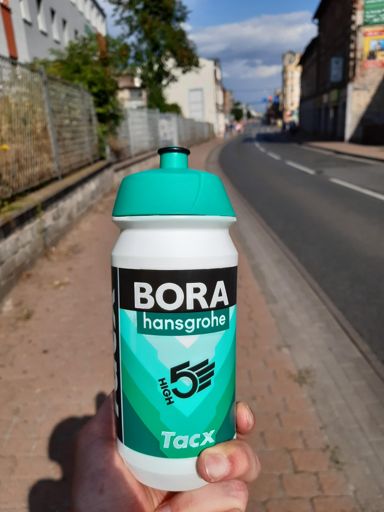 BORA
hansgrohe
HIGH
5
Tacx